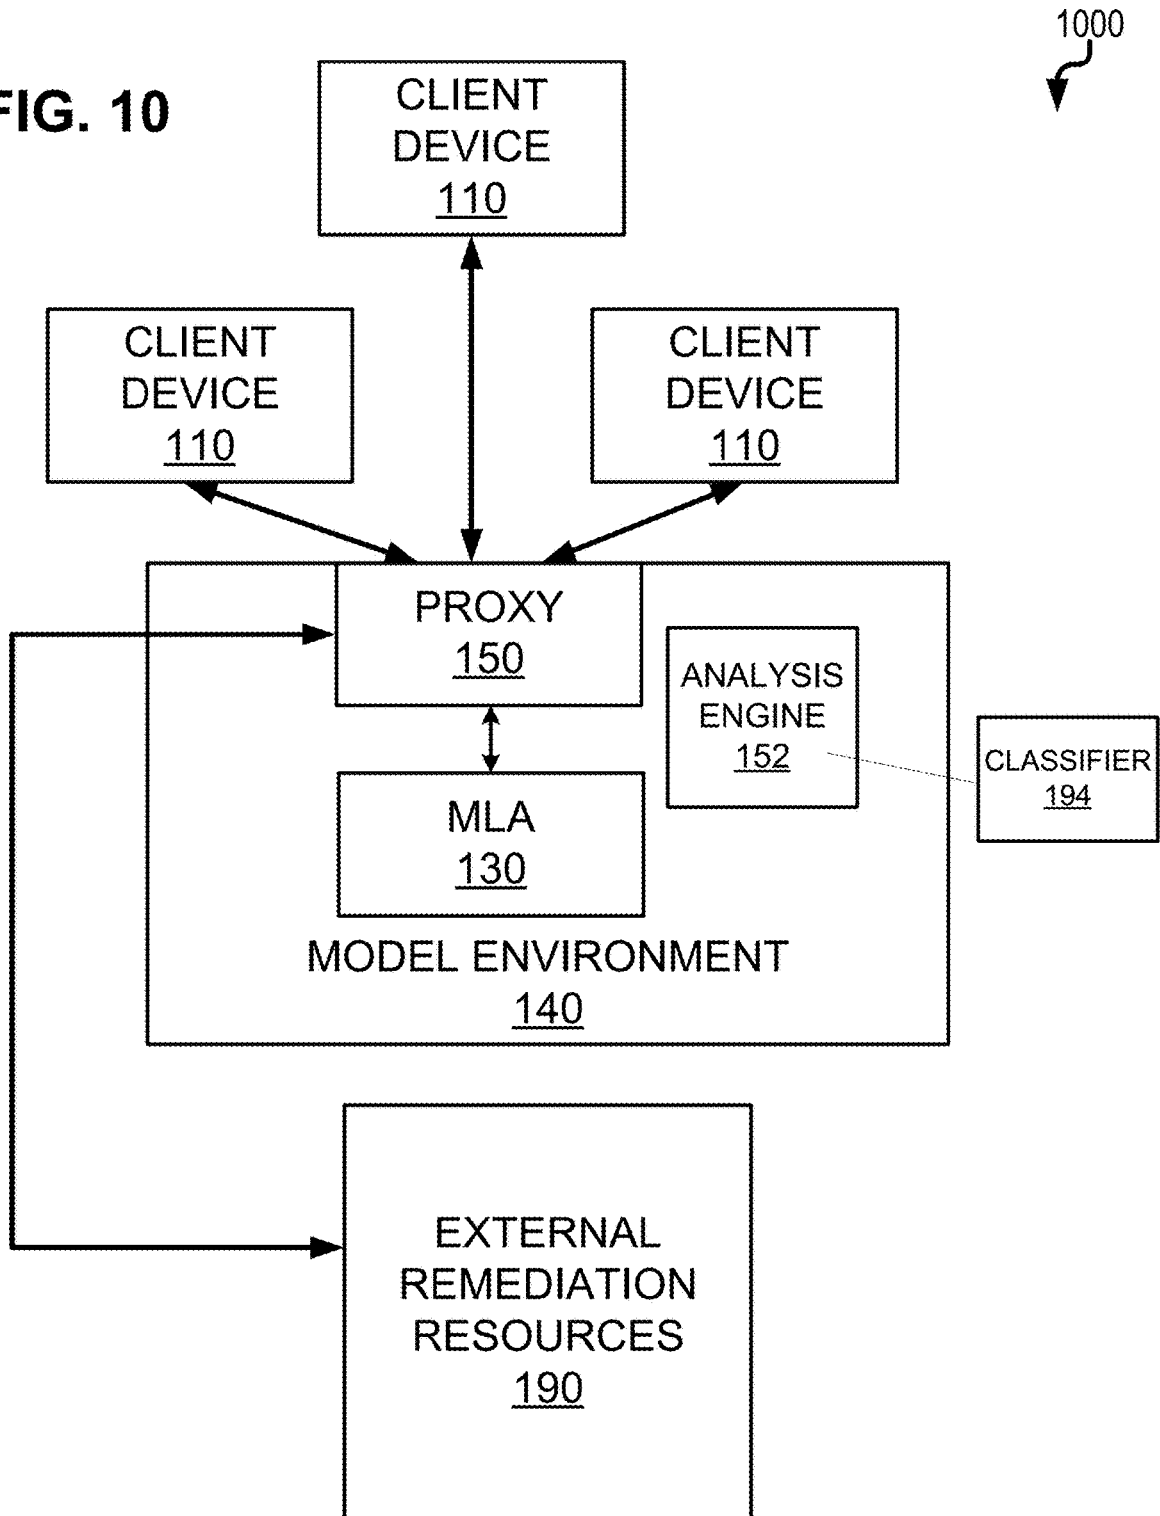 1000
FIG. 10
CLIENT
DEVICE
110
CLIENT
DEVICE
110
CLIENT
DEVICE
110
PROXY
150
ANALYSIS
ENGINE
152
CLASSIFIER
194
MLA
130
MODEL ENVIRONMENT
140
EXTERNAL
REMEDIATION
RESOURCES
190